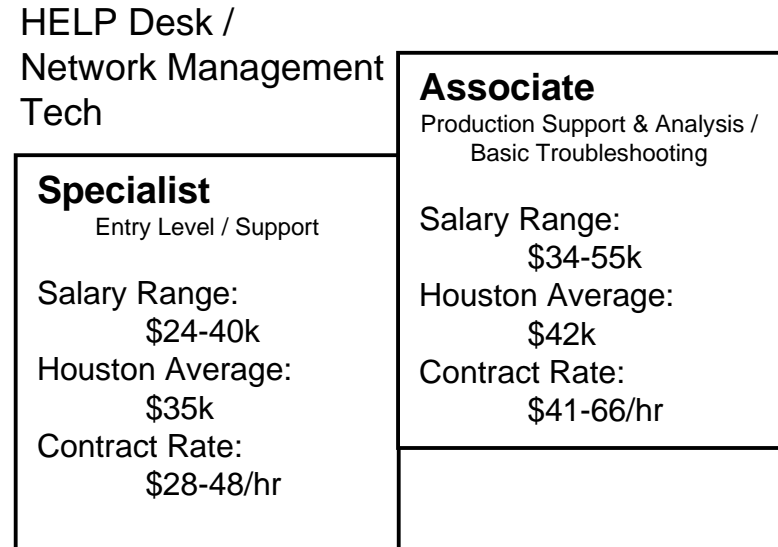 HELP Desk /
Network Management
Tech
Specialist
Entry Level / Support
Salary Range:
$24-40k
Houston Average:
$35k
Contract Rate:
$28-48/hr
Associate
Production Support & Analysis /
Basic Troubleshooting
Salary Range:
$34-55k
Houston Average:
$42k
Contract Rate:
$41-66/hr